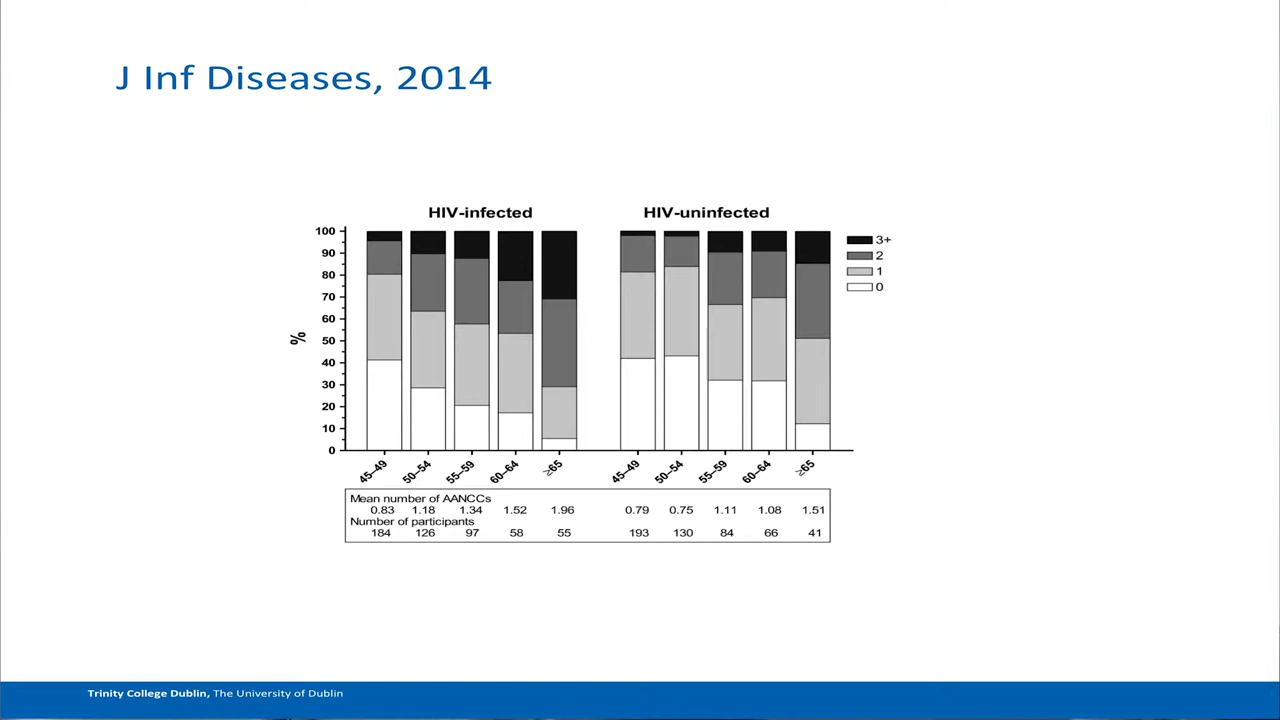 J Inf Diseases, 2014
HIV-infected HIV-uninfected
3+
2
1
0
%
100
90
80
70
60
50
40
30
20
10
0
45–49 50–54 55–59 60–64 ≥65 45–49 50–54 55–59 60–64 ≥65
Mean number of AANCCs
0.83 1.18 1.34 1.52 1.96 0.79 0.75 1.11 1.08 1.51
Number of participants
184 126 97 58 55 193 130 84 66 41
Trinity College Dublin, The University of Dublin